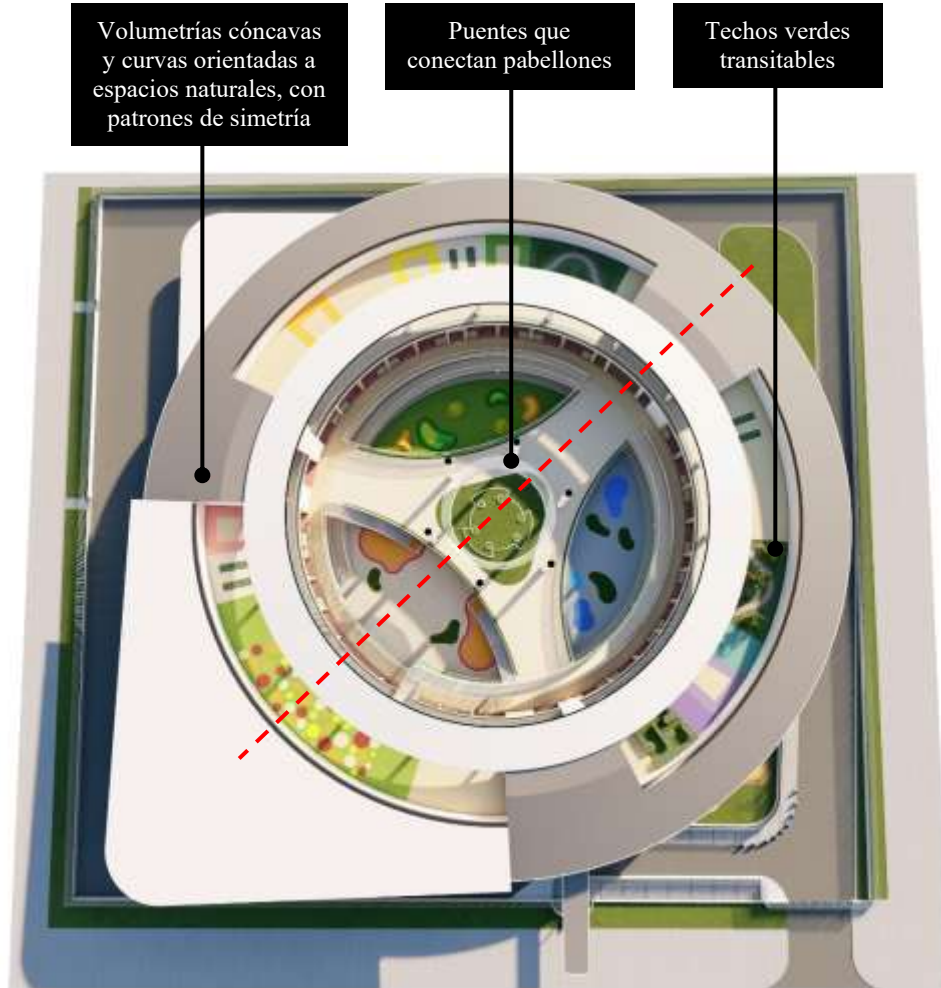 Volumetrías cóncavas
y curvas orientadas a
espacios naturales, con
patrones de simetría
Puentes que
conectan pabellones
Techos verdes
transitables